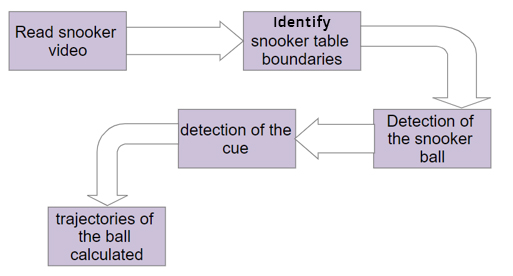 Read snooker
video
Identify
snooker table
boundaries
Detection of
the snooker
ball
detection of the
cue
trajectories of
the ball
calculated